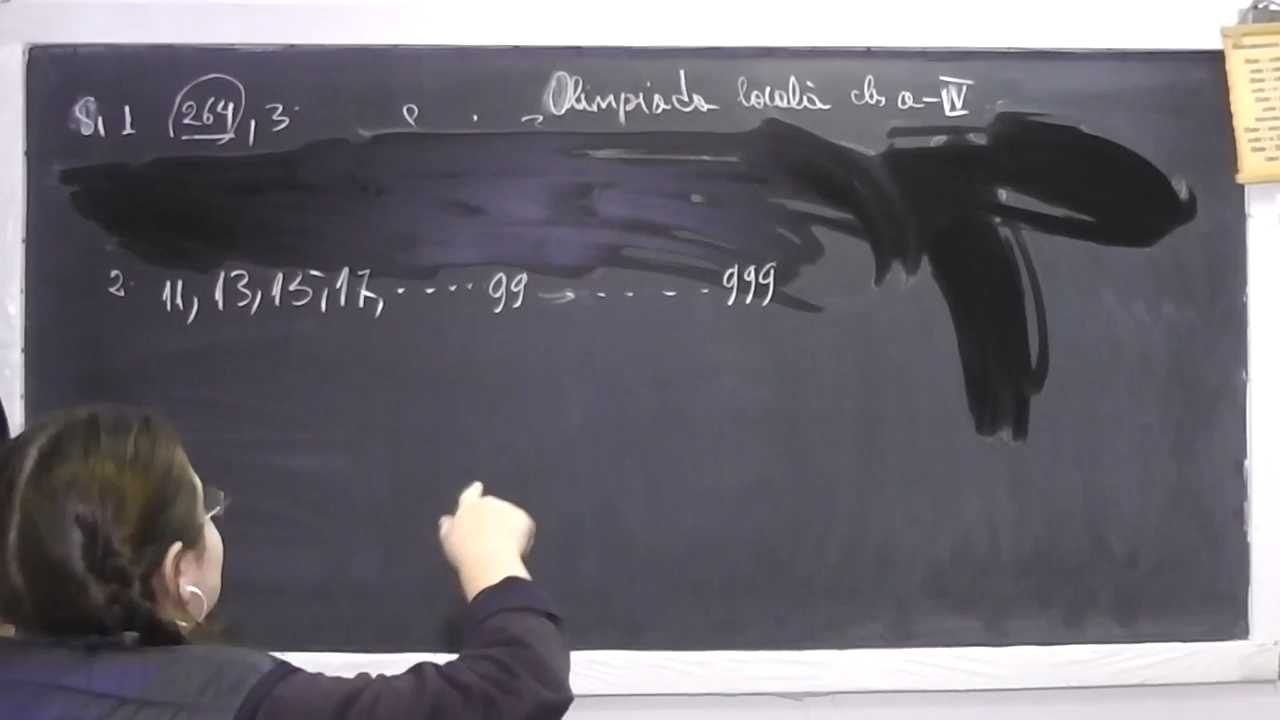 Olimpiada locală cls a-IV
S1 1 264, 3
2. 11, 13, 15, 17, ..... 99 ..... 999